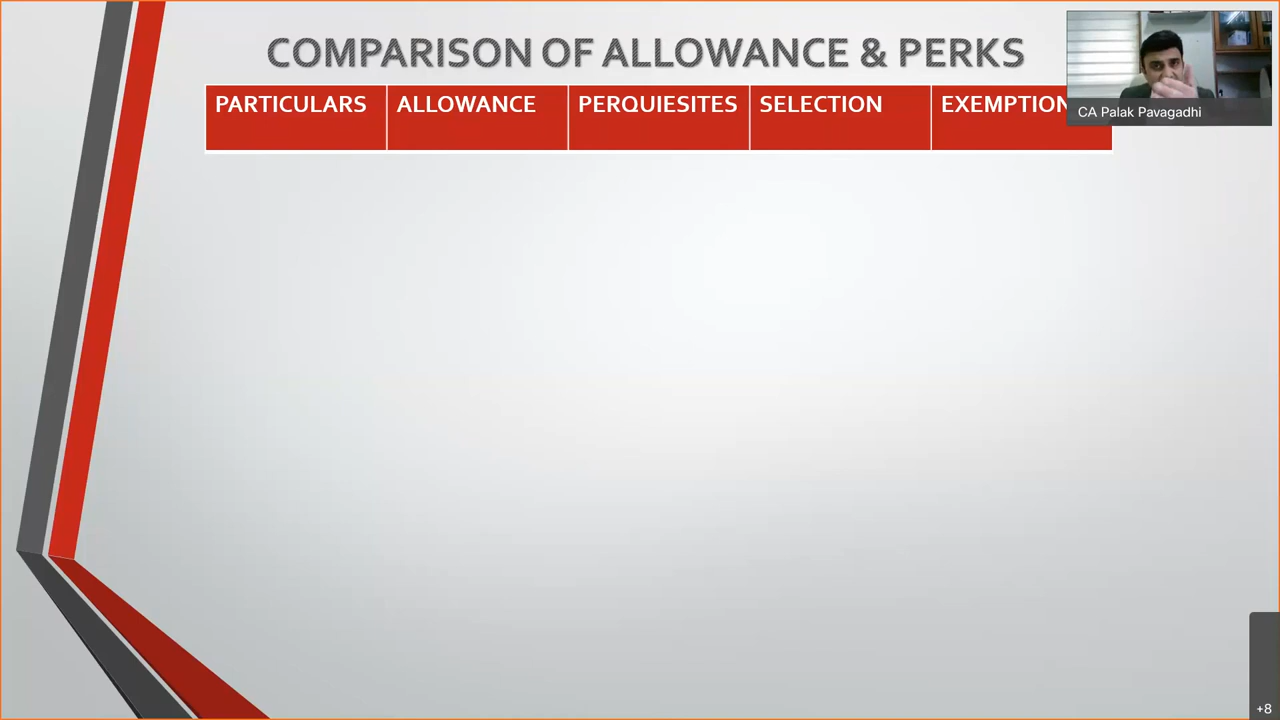 COMPARISON OF ALLOWANCE & PERKS
PARTICULARS ALLOWANCE PERQUIESITES SELECTION EXEMPTION
CA Palak Pavagadhi
+8